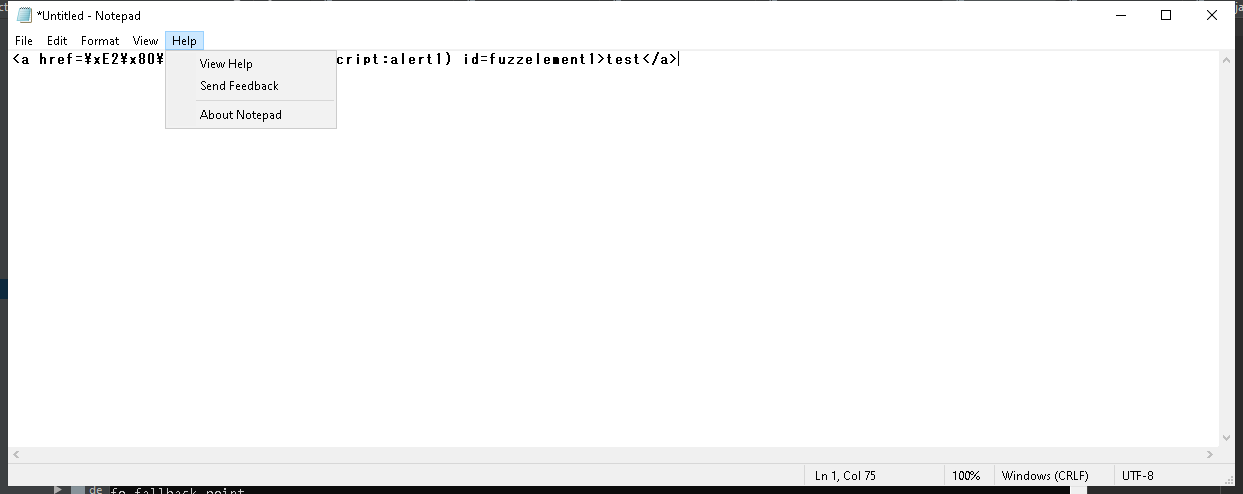 *Untitled - Notepad
File Edit Format View Help
<a href=¥xE2¥x80¥ cript:alert1) id=fuzzelement1>test</a>
View Help
Send Feedback
About Notepad
Ln 1, Col 75 100% Windows (CRLF) UTF-8
de fo fallback point